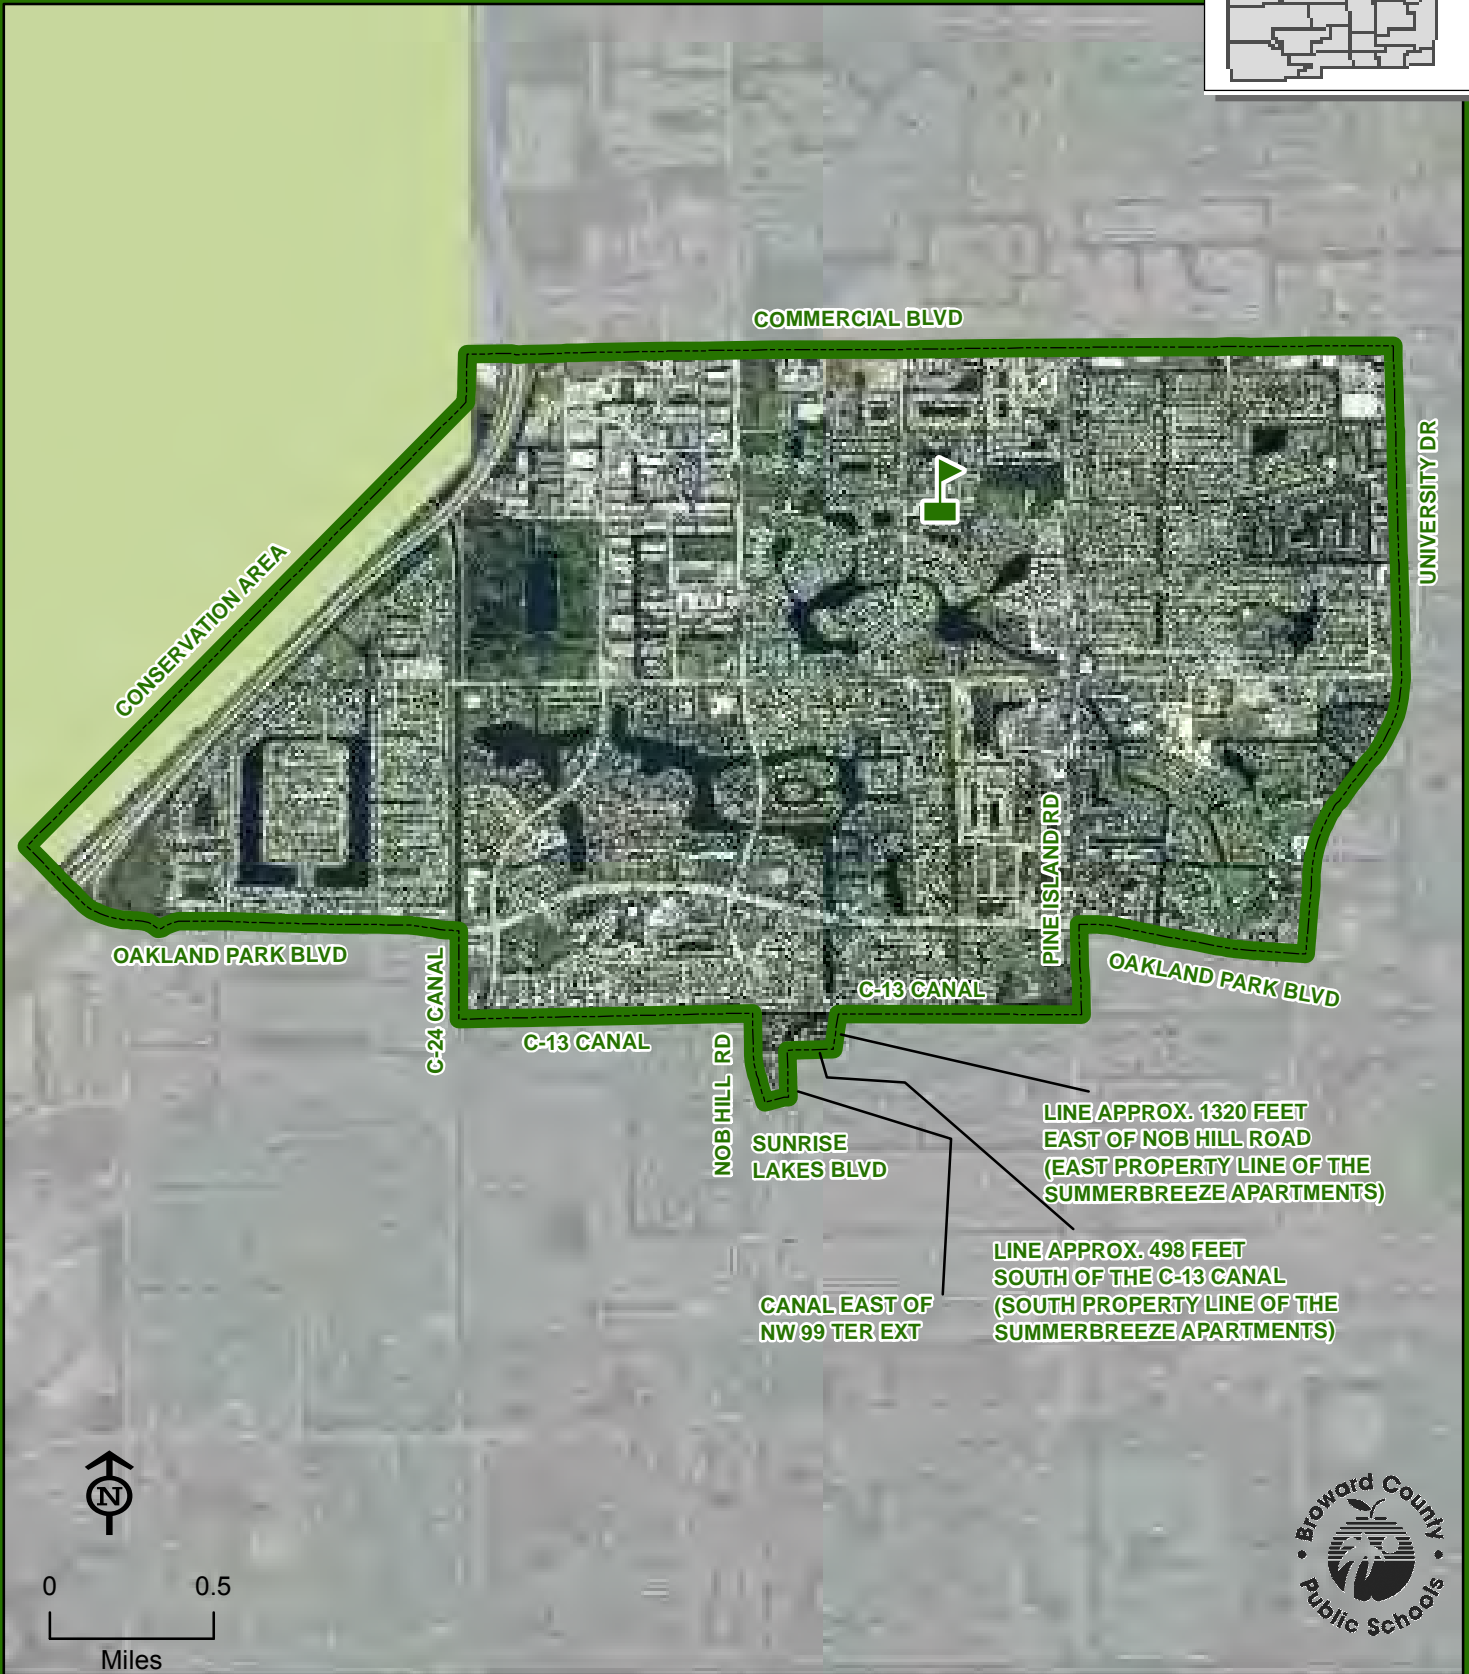 COMMERCIAL BLVD
UNIVERSITY DR
CONSERVATION AREA
PINE ISLAND RD
OAKLAND PARK BLVD
C-24 CANAL
C-13 CANAL
OAKLAND PARK BLVD
C-13 CANAL
NOB HILL RD
SUNRISE
LAKES BLVD
LINE APPROX. 1320 FEET
EAST OF NOB HILL ROAD
(EAST PROPERTY LINE OF THE
SUMMERBREEZE APARTMENTS)
LINE APPROX. 498 FEET
SOUTH OF THE C-13 CANAL
(SOUTH PROPERTY LINE OF THE
SUMMERBREEZE APARTMENTS)
CANAL EAST OF
NW 99 TER EXT
N
0 0.5
Miles
Broward County
• Public Schools •